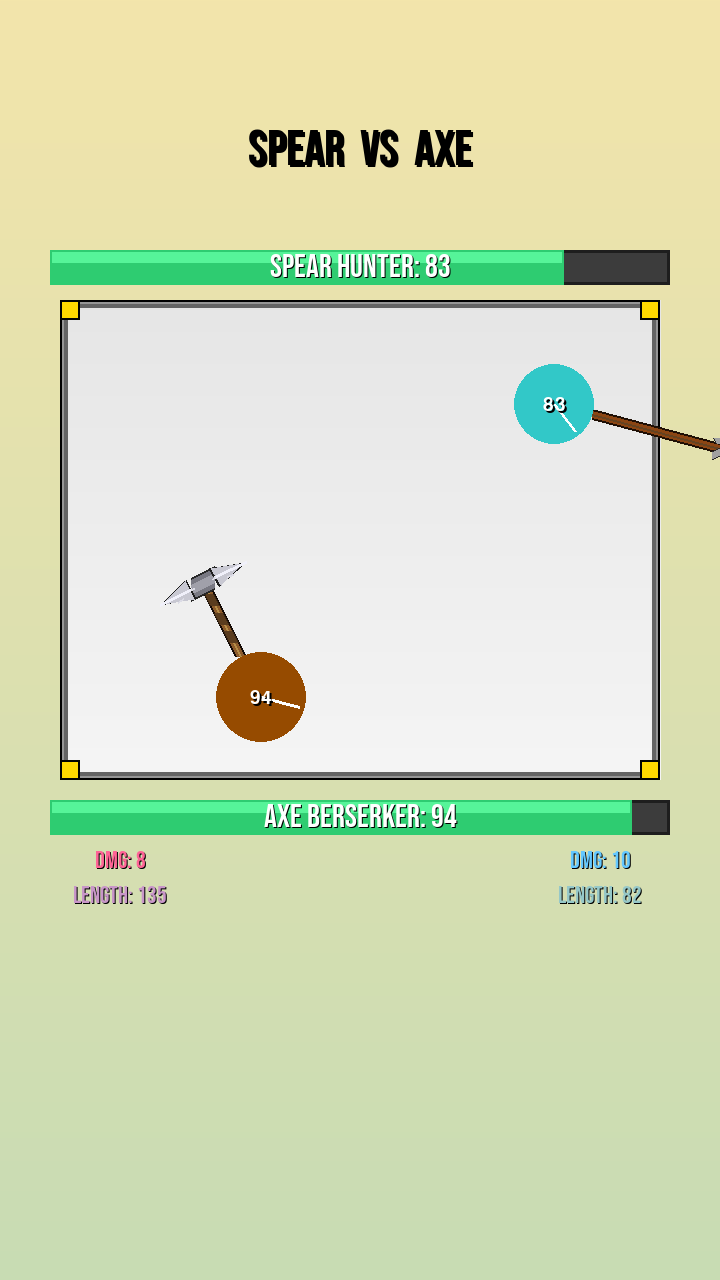 SPEAR VS AXE
SPEAR HUNTER: 83
83
94
AXE BERSERKER: 94
DMG: 8
DMG: 10
LENGTH: 135
LENGTH: 82